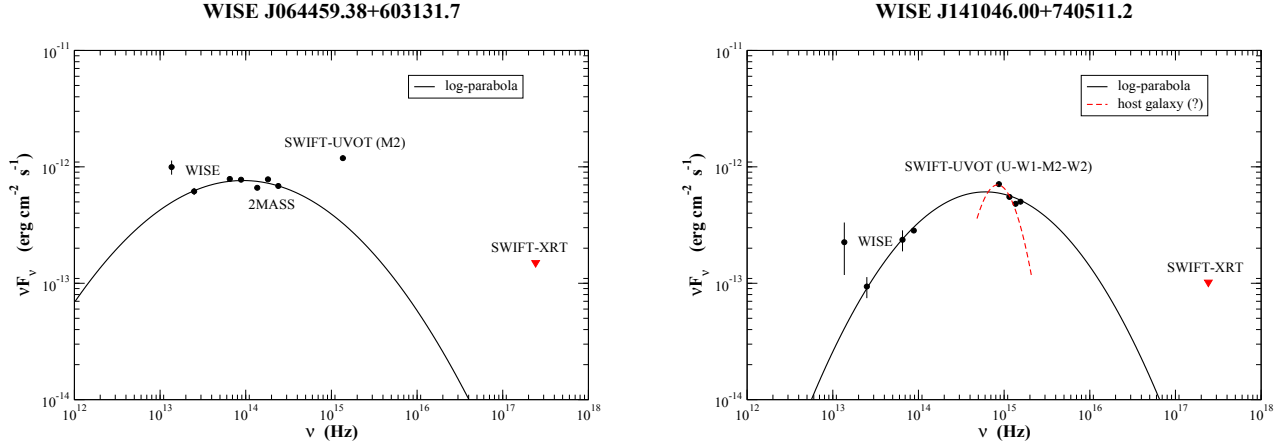 WISE J064459.38+603131.7
10^-11
10^-12
10^-13
10^-14
νF_ν (erg cm^-2 s^-1)
log-parabola
SWIFT-UVOT (M2)
WISE
2MASS
SWIFT-XRT
10^12 10^13 10^14 10^15 10^16 10^17 10^18
ν (Hz)
WISE J141046.00+740511.2
10^-11
10^-12
10^-13
10^-14
νF_ν (erg cm^-2 s^-1)
log-parabola
host galaxy (?)
SWIFT-UVOT (U-W1-M2-W2)
WISE
SWIFT-XRT
10^12 10^13 10^14 10^15 10^16 10^17 10^18
ν (Hz)